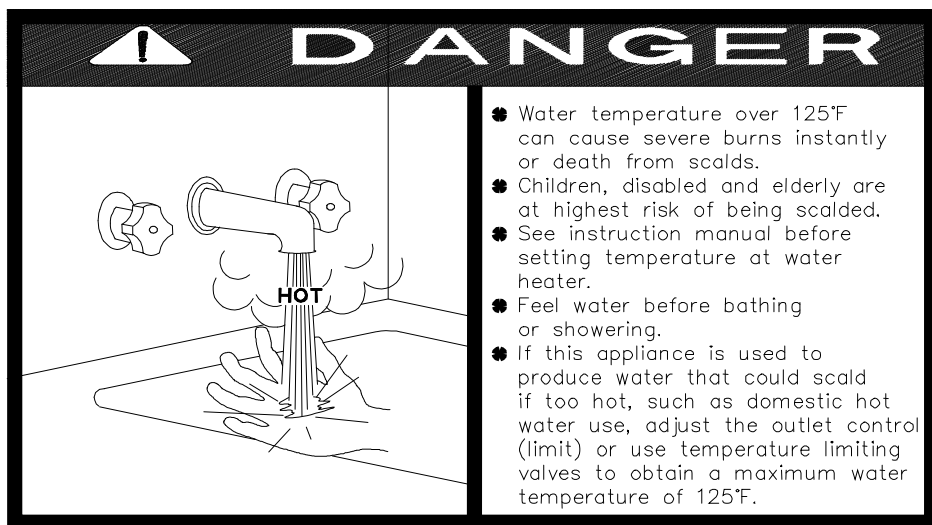 DANGER
HOT
Water temperature over 125°F
can cause severe burns instantly
or death from scalds.
Children, disabled and elderly are
at highest risk of being scalded.
See instruction manual before
setting temperature at water
heater.
Feel water before bathing
or showering.
If this appliance is used to
produce water that could scald
if too hot, such as domestic hot
water use, adjust the outlet control
(limit) or use temperature limiting
valves to obtain a maximum water
temperature of 125°F.